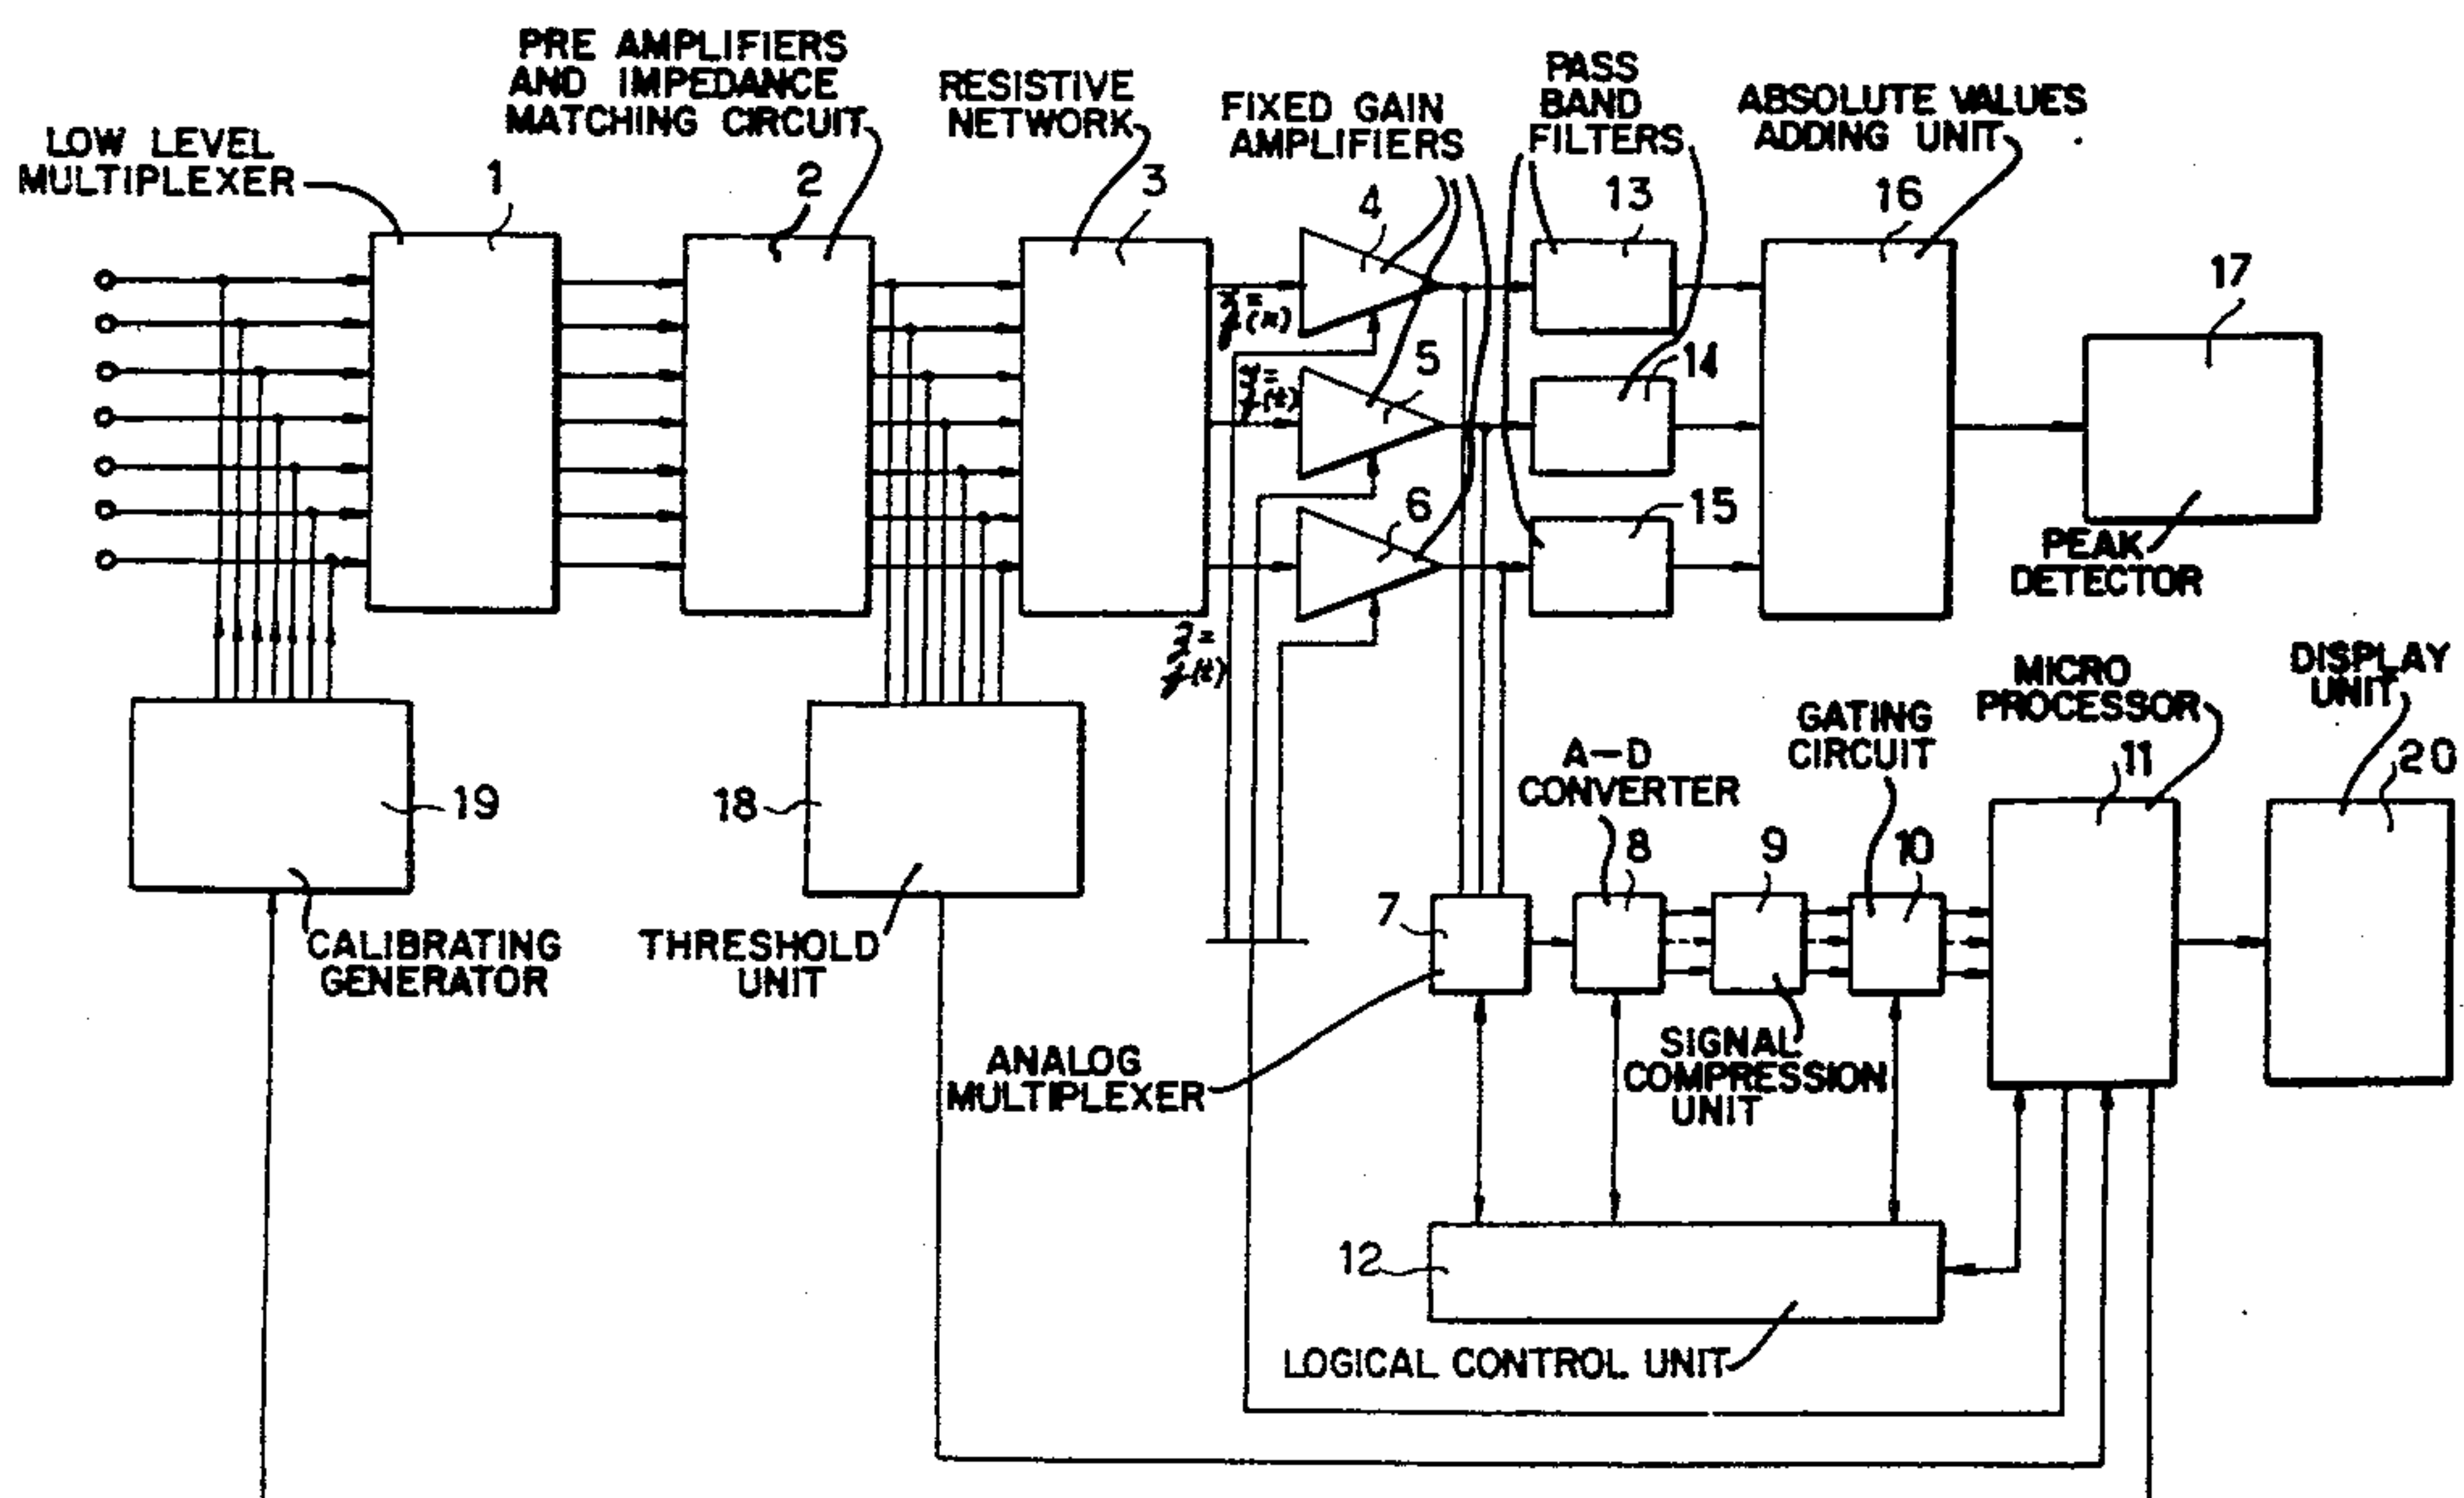 PRE AMPLIFIERS
AND IMPEDANCE
MATCHING CIRCUIT
RESISTIVE
NETWORK
FIXED GAIN
AMPLIFIERS
PASS
BAND
FILTERS
ABSOLUTE VALUES
ADDING UNIT
LOW LEVEL
MULTIPLEXER
1
2
3
4
13
16
17
5
14
6
15
PEAK
DETECTOR
MICRO
PROCESSOR
DISPLAY
UNIT
GATING
CIRCUIT
A-D
CONVERTER
11
20
19
18
8
9
10
7
CALIBRATING
GENERATOR
THRESHOLD
UNIT
ANALOG
MULTIPLEXER
SIGNAL
COMPRESSION
UNIT
12
LOGICAL CONTROL UNIT